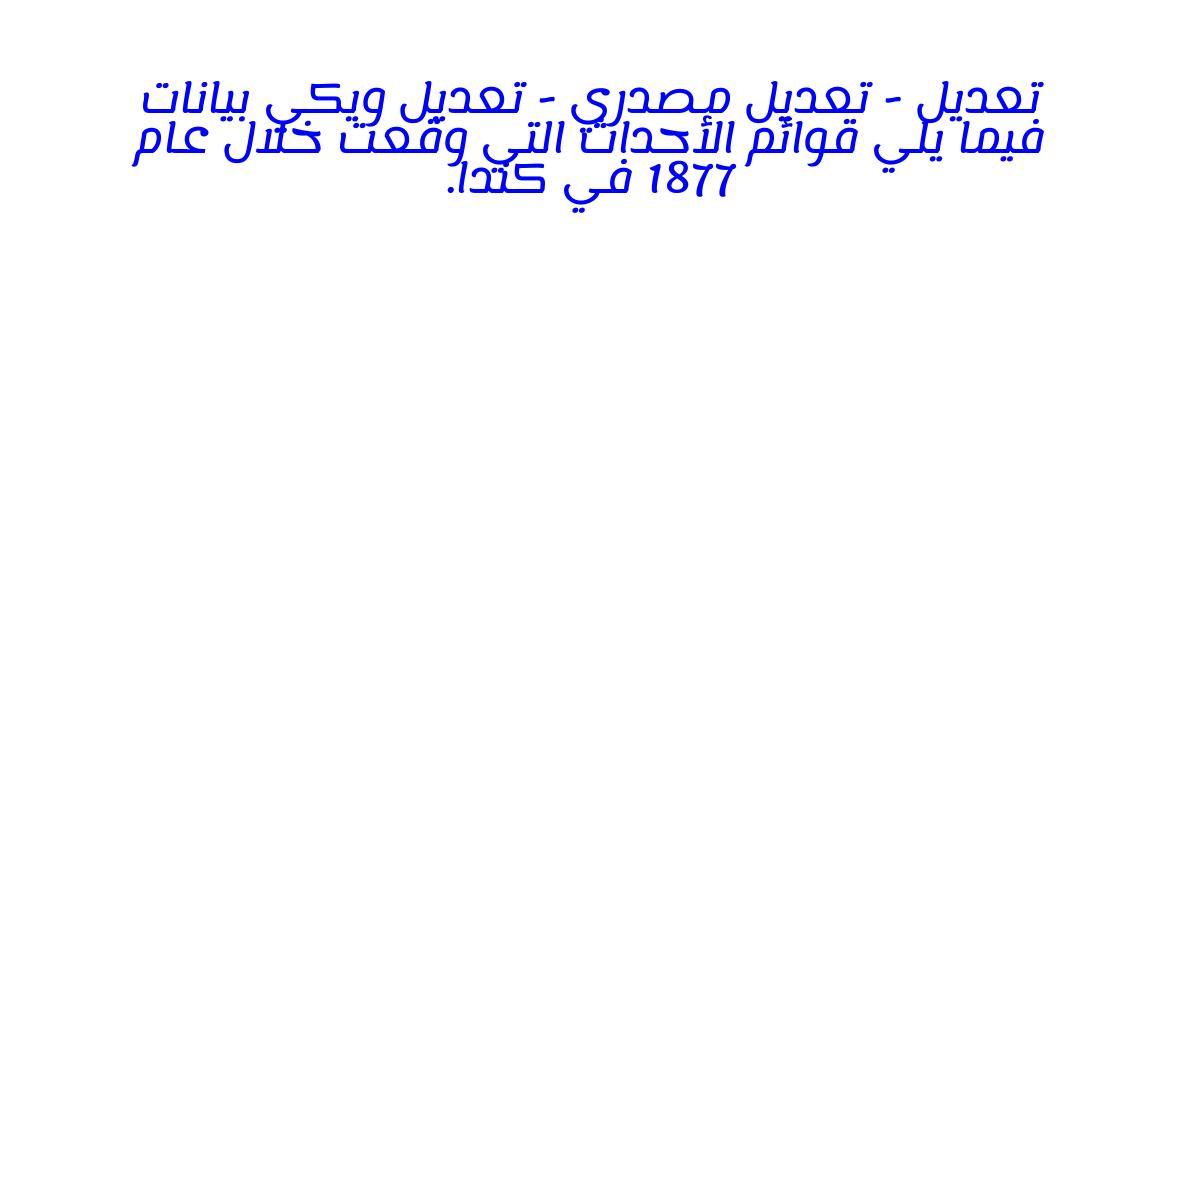 تعديل - تعديل مصدري - تعديل ويكي بيانات
فيما يلي قوائم الأحداث التي وقعت خلال عام
1877 في كندا.